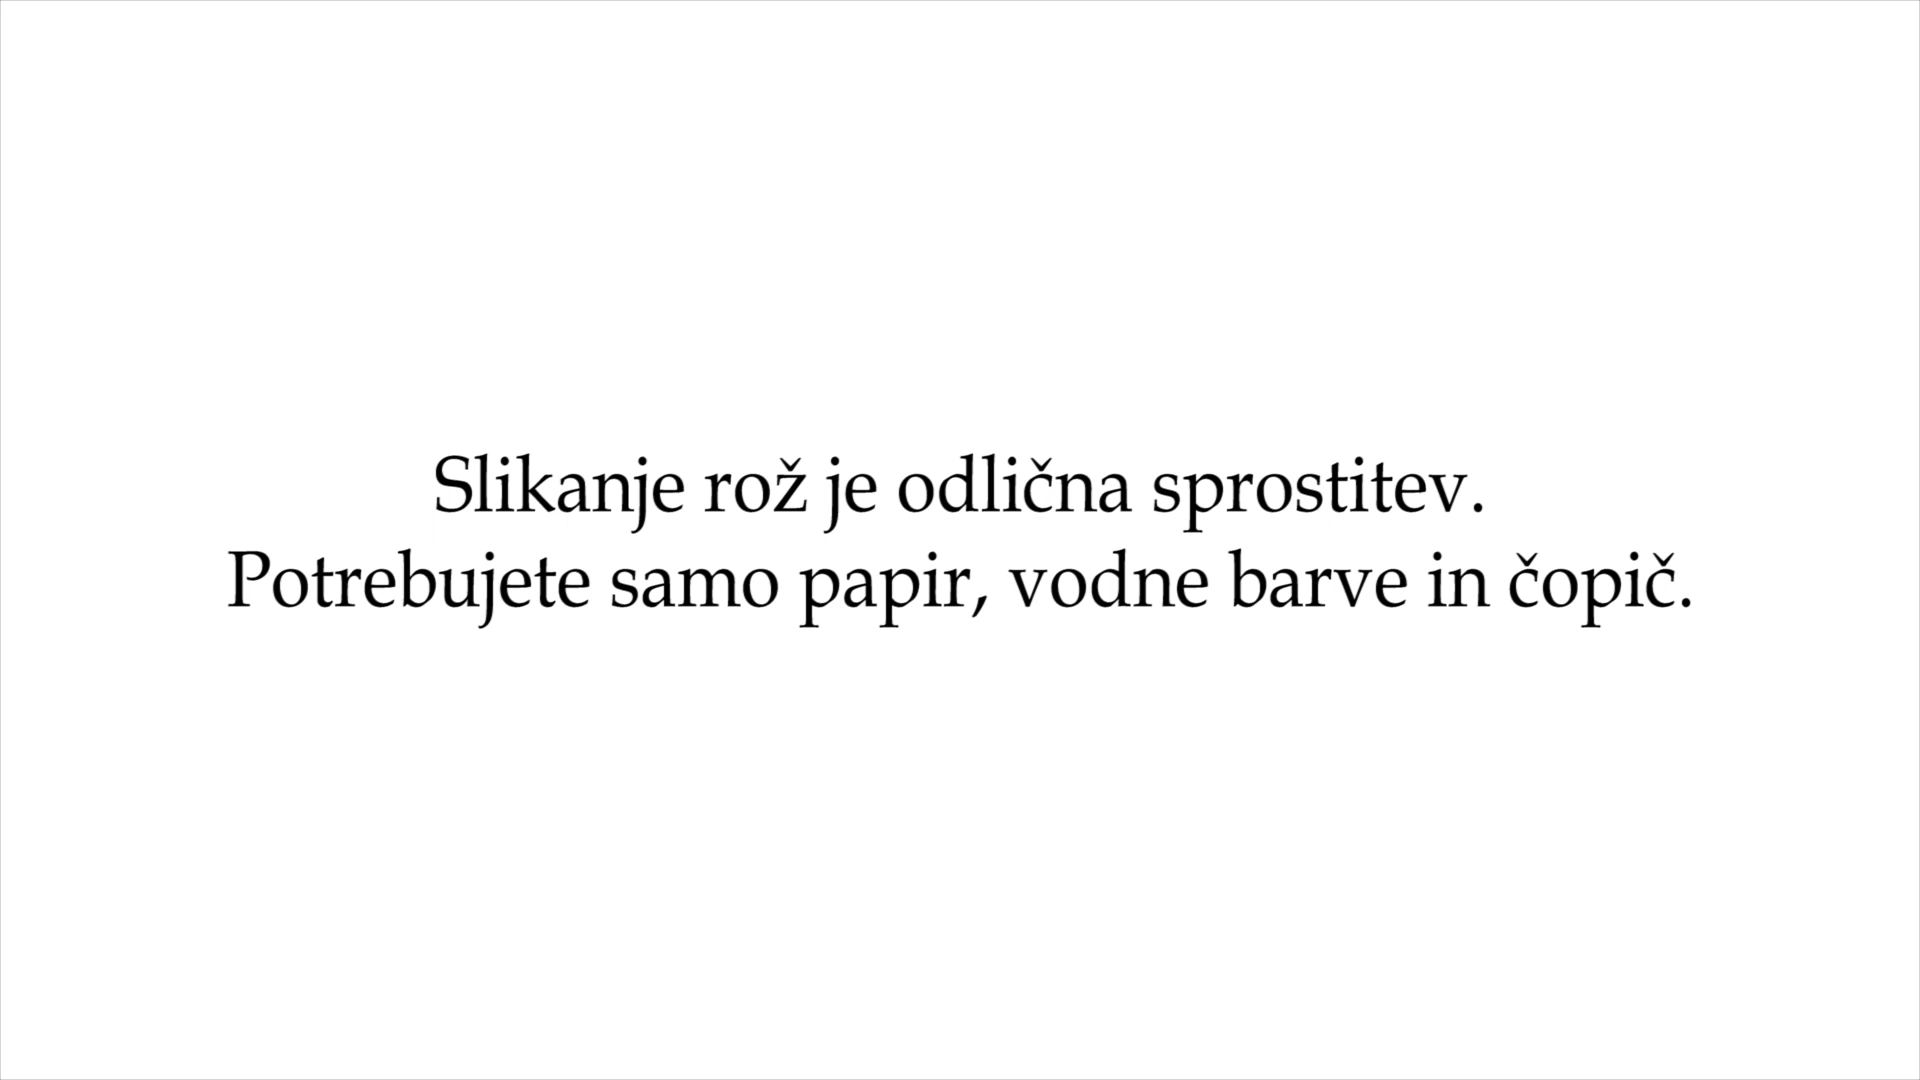 Slikanje rož je odlična sprostitev.
Potrebujete samo papir, vodne barve in čopič.